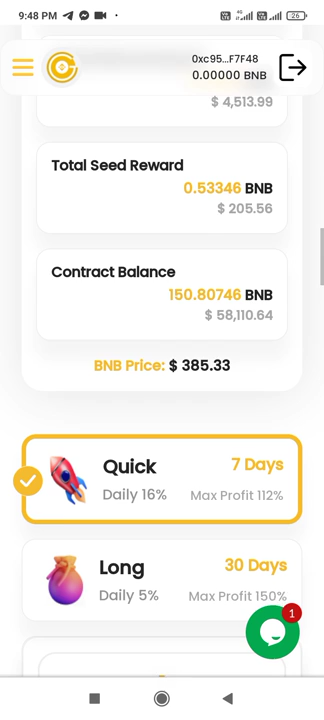 9:48 PM
26
0xc95...F7F48
0.00000 BNB
$ 4,513.99
Total Seed Reward
0.53346 BNB
$ 205.56
Contract Balance
150.80746 BNB
$ 58,110.64
BNB Price: $ 385.33
Quick
7 Days
Daily 16%
Max Profit 112%
Long
30 Days
Daily 5%
Max Profit 150%
1